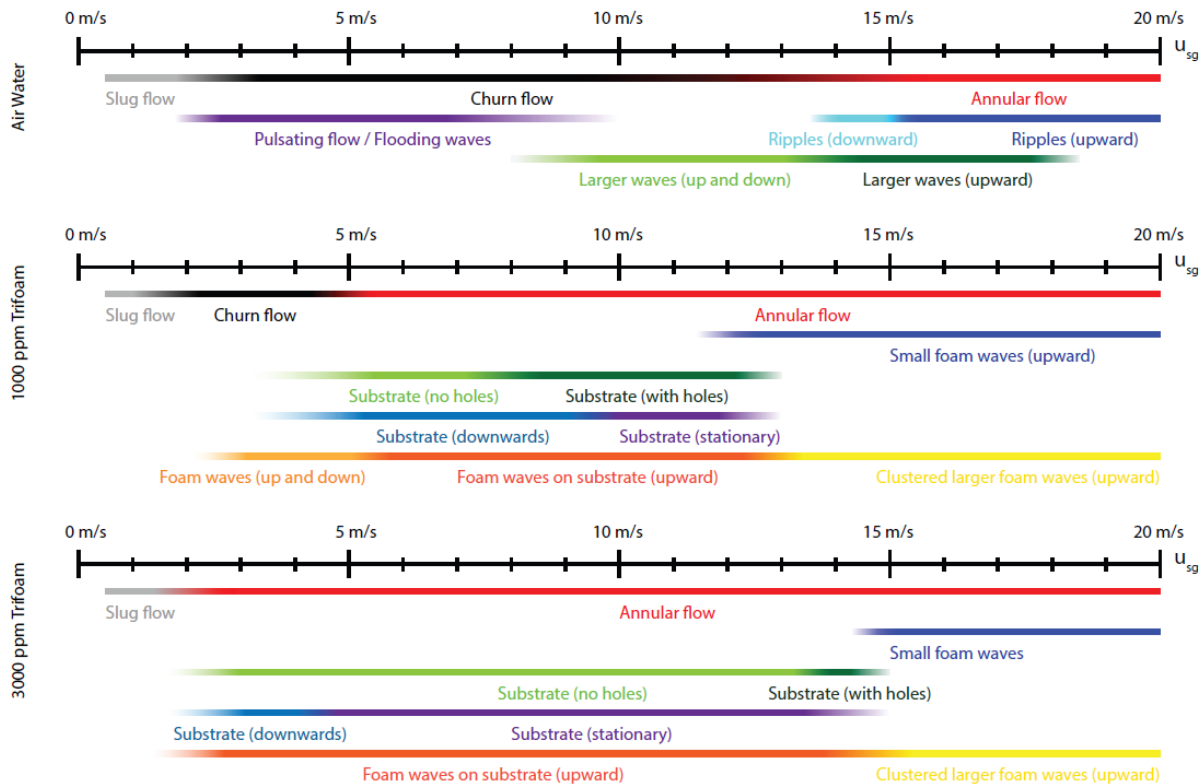 0 m/s 5 m/s 10 m/s 15 m/s 20 m/s
u_sg
Air Water
Slug flow Churn flow Annular flow
Pulsating flow / Flooding waves Ripples (downward) Ripples (upward)
Larger waves (up and down) Larger waves (upward)
0 m/s 5 m/s 10 m/s 15 m/s 20 m/s
u_sg
1000 ppm Trifoam
Slug flow Churn flow Annular flow
Small foam waves (upward)
Substrate (no holes) Substrate (with holes)
Substrate (downwards) Substrate (stationary)
Foam waves (up and down) Foam waves on substrate (upward) Clustered larger foam waves (upward)
0 m/s 5 m/s 10 m/s 15 m/s 20 m/s
u_sg
3000 ppm Trifoam
Slug flow Annular flow
Small foam waves
Substrate (no holes) Substrate (with holes)
Substrate (downwards) Substrate (stationary)
Foam waves on substrate (upward) Clustered larger foam waves (upward)